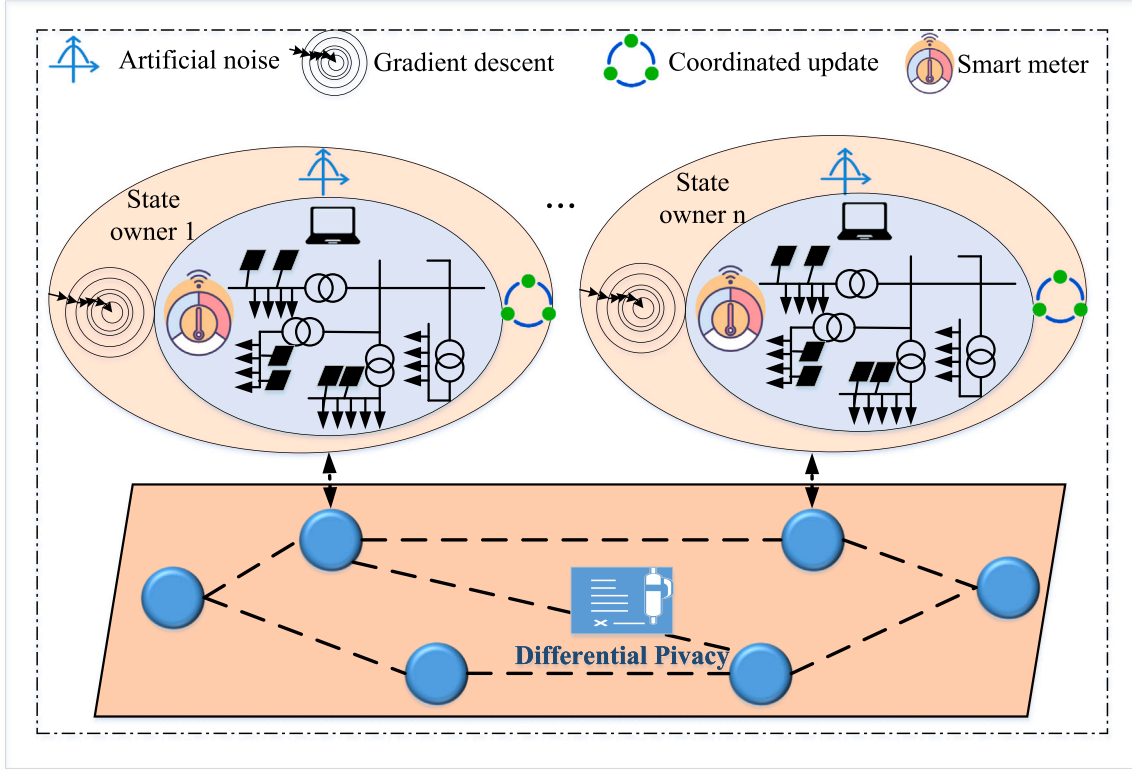 Artificial noise
Gradient descent
Coordinated update
Smart meter
State
owner 1
...
State
owner n
Differential Pivacy